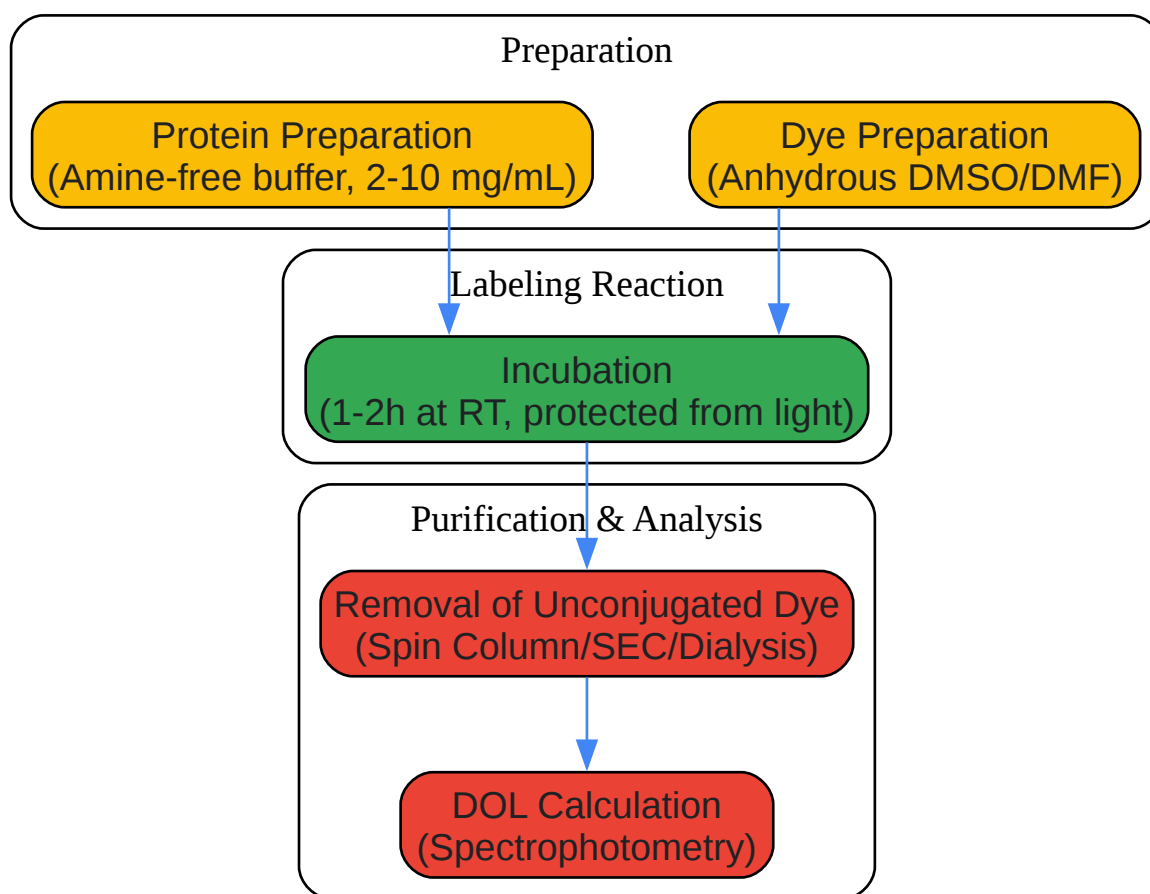 Preparation
Protein Preparation
(Amine-free buffer, 2-10 mg/mL)
Dye Preparation
(Anhydrous DMSO/DMF)
Labeling Reaction
Incubation
(1-2h at RT, protected from light)
Purification & Analysis
Removal of Unconjugated Dye
(Spin Column/SEC/Dialysis)
DOL Calculation
(Spectrophotometry)